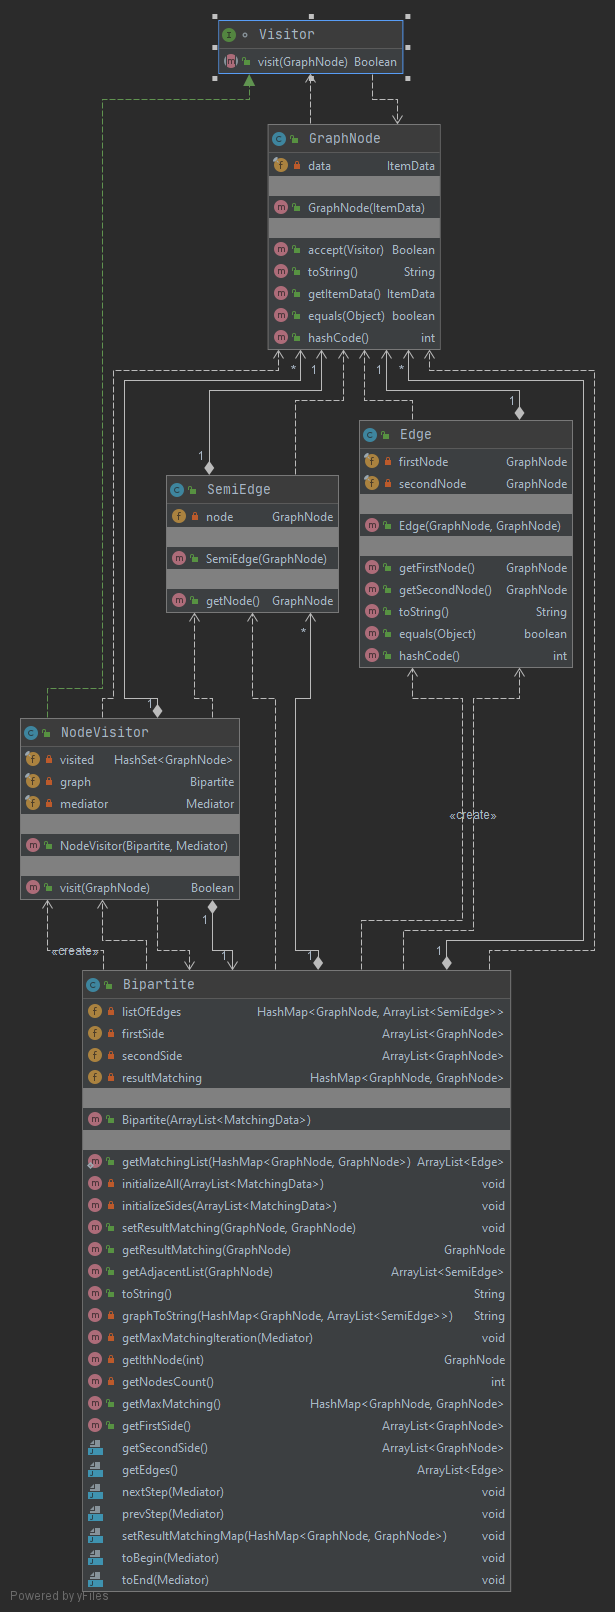 Visitor
visit(GraphNode) Boolean
GraphNode
data ItemData
GraphNode(ItemData)
accept(Visitor) Boolean
toString() String
getItemData() ItemData
equals(Object) boolean
hashCode() int
* 1 1 *
1
1
Edge
firstNode GraphNode
secondNode GraphNode
Edge(GraphNode, GraphNode)
getFirstNode() GraphNode
getSecondNode() GraphNode
toString() String
equals(Object) boolean
hashCode() int
SemiEdge
node GraphNode
SemiEdge(GraphNode)
getNode() GraphNode
*
1
NodeVisitor
visited HashSet<GraphNode>
graph Bipartite
mediator Mediator
NodeVisitor(Bipartite, Mediator)
visit(GraphNode) Boolean
«create»
1
«create»
1 1 1
Bipartite
listOfEdges HashMap<GraphNode, ArrayList<SemiEdge>>
firstSide ArrayList<GraphNode>
secondSide ArrayList<GraphNode>
resultMatching HashMap<GraphNode, GraphNode>
Bipartite(ArrayList<MatchingData>)
getMatchingList(HashMap<GraphNode, GraphNode>) ArrayList<Edge>
initializeAll(ArrayList<MatchingData>) void
initializeSides(ArrayList<MatchingData>) void
setResultMatching(GraphNode, GraphNode) void
getResultMatching(GraphNode) GraphNode
getAdjacentList(GraphNode) ArrayList<SemiEdge>
toString() String
graphToString(HashMap<GraphNode, ArrayList<SemiEdge>>) String
getMaxMatchingIteration(Mediator) void
getIthNode(int) GraphNode
getNodesCount() int
getMaxMatching() HashMap<GraphNode, GraphNode>
getFirstSide() ArrayList<GraphNode>
getSecondSide() ArrayList<GraphNode>
getEdges() ArrayList<Edge>
nextStep(Mediator) void
prevStep(Mediator) void
setResultMatchingMap(HashMap<GraphNode, GraphNode>) void
toBegin(Mediator) void
toEnd(Mediator) void
Powered by yFiles